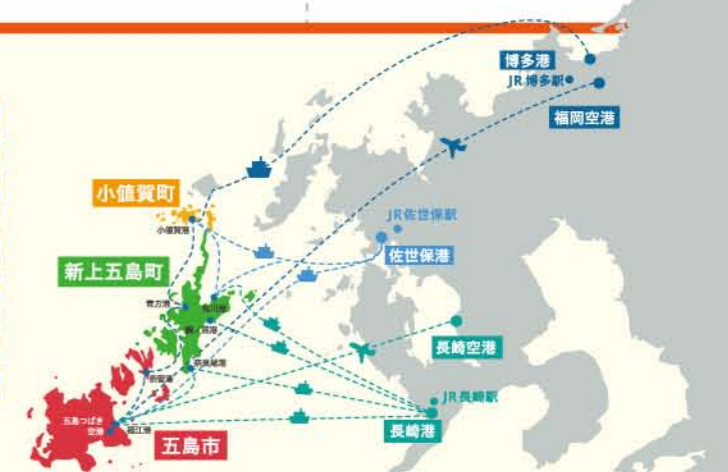 博多港
JR博多駅
福岡空港
小値賀町
小値賀港
JR佐世保駅
佐世保港
新上五島町
青方港
有川港
奈良尾港
長崎空港
JR長崎駅
長崎港
五島つばき
空港
福江港
五島市